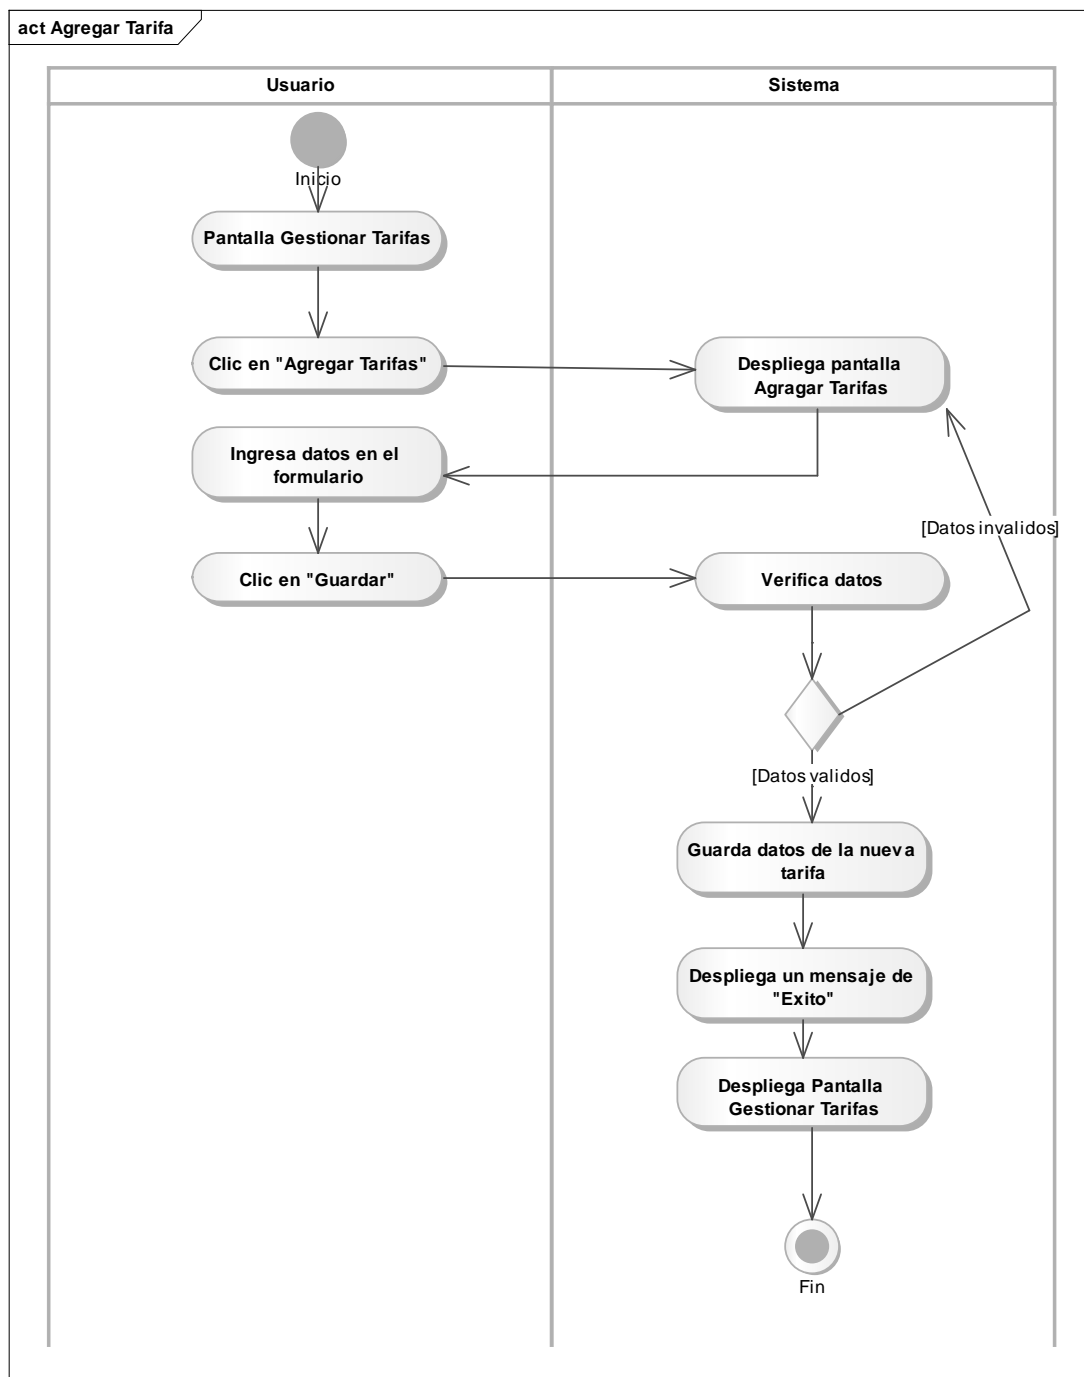 act Agregar Tarifa
Usuario
Sistema
Inicio
Pantalla Gestionar Tarifas
Clic en "Agregar Tarifas"
Despliega pantalla
Agragar Tarifas
Ingresa datos en el
formulario
[Datos invalidos]
Clic en "Guardar"
Verifica datos
[Datos validos]
Guarda datos de la nueva
tarifa
Despliega un mensaje de
"Exito"
Despliega Pantalla
Gestionar Tarifas
Fin